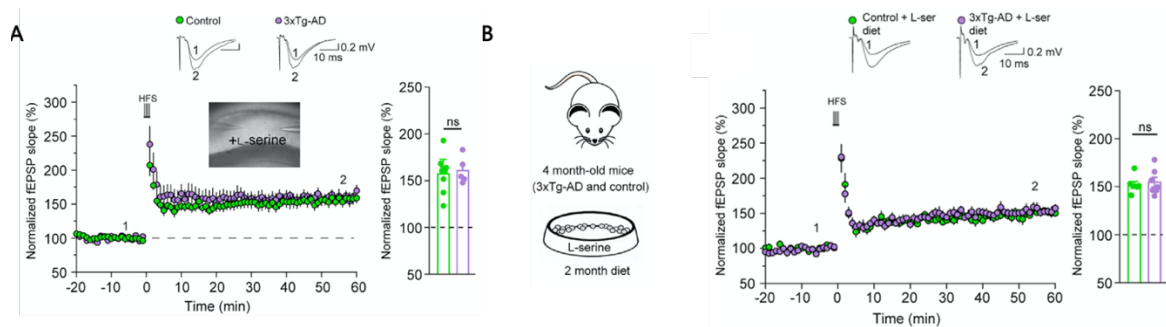 A
Control
3xTg-AD
1
2
1
2
0.2 mV
10 ms
HFS
+L-serine
Normalized fEPSP slope (%)
300
250
200
150
100
50
1
2
-20
-10
0
10
20
30
40
50
60
Time (min)
Normalized fEPSP slope (%)
200
150
100
50
ns
B
4 month-old mice
(3xTg-AD and control)
L-serine
2 month diet
Control + L-ser
diet
3xTg-AD + L-ser
diet
1
2
1
2
0.2 mV
10 ms
HFS
Normalized fEPSP slope (%)
300
250
200
150
100
50
1
2
-20
-10
0
10
20
30
40
50
60
Time (min)
Normalized fEPSP slope (%)
200
150
100
50
ns